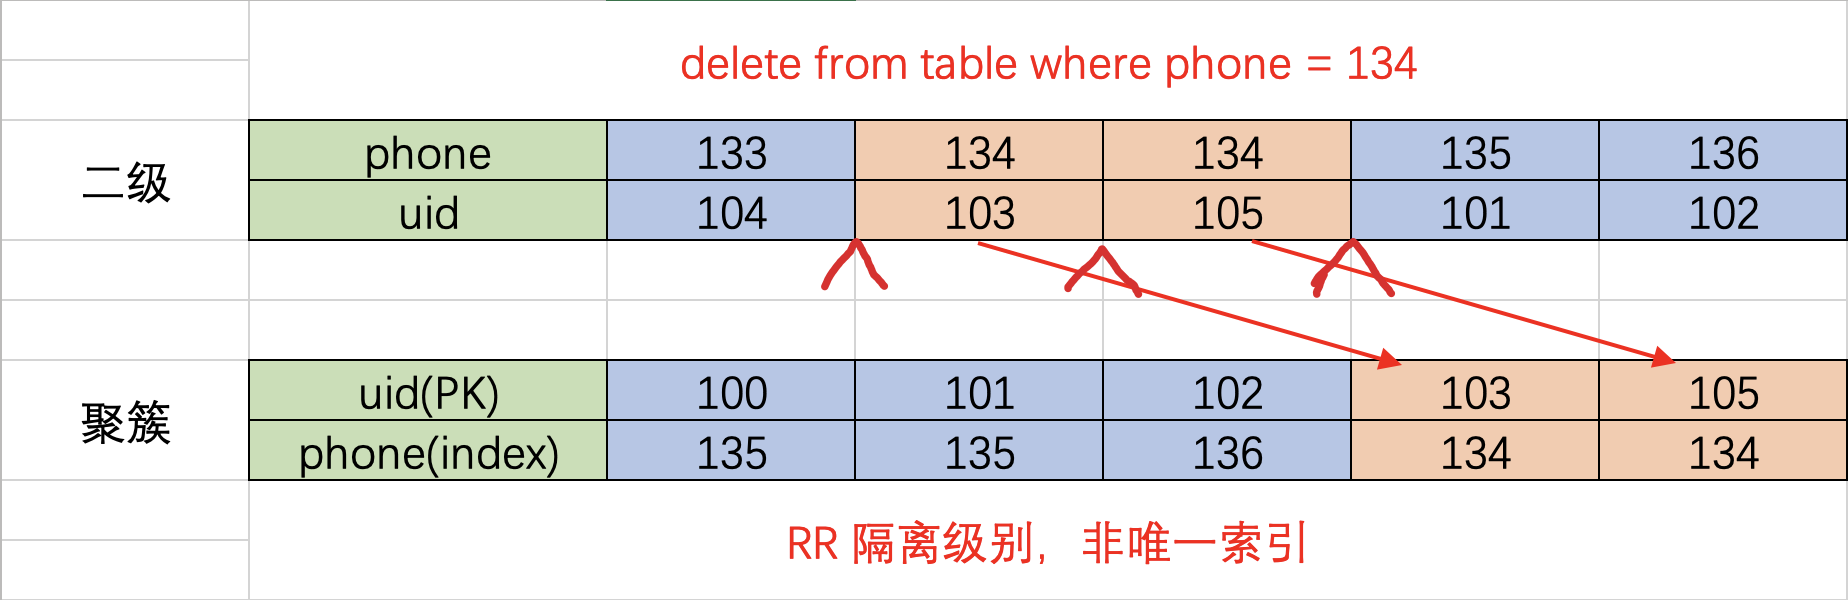 delete from table where phone = 134
二级
phone 133 134 134 135 136
uid 104 103 105 101 102
聚簇
uid(PK) 100 101 102 103 105
phone(index) 135 135 136 134 134
RR 隔离级别，非唯一索引